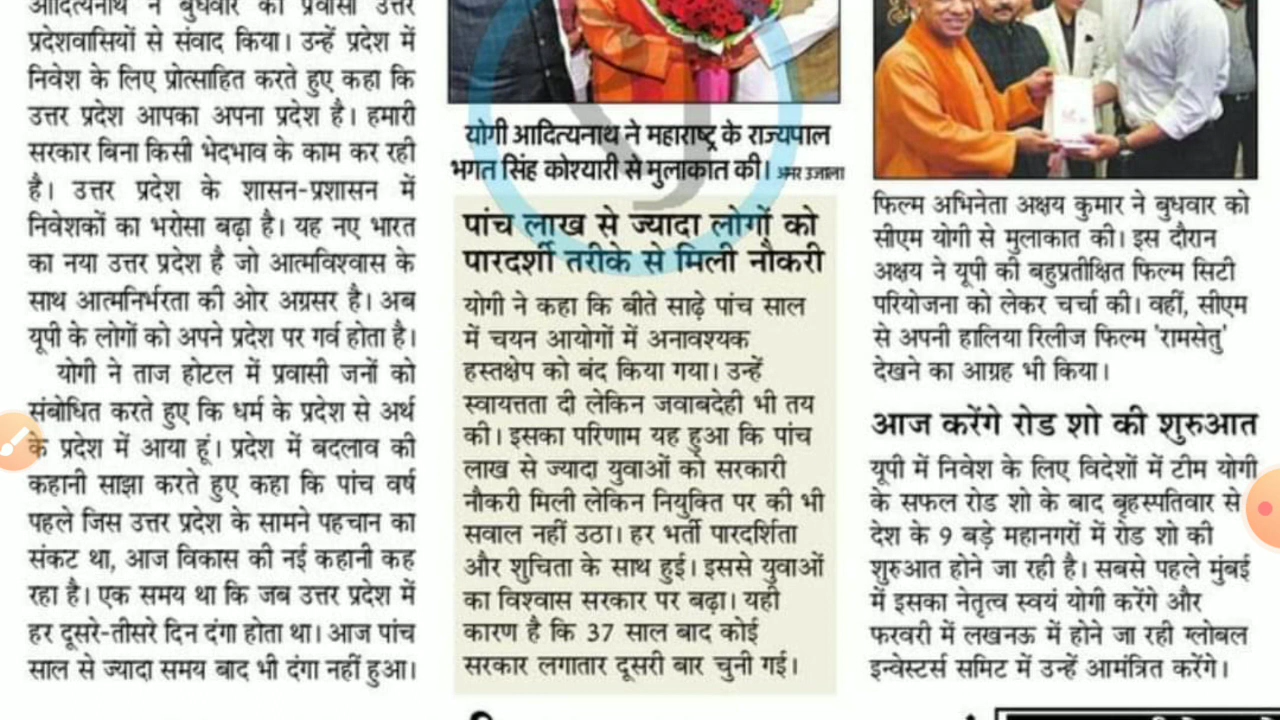 आदित्यनाथ ने बुधवार को प्रवासी उत्तर
प्रदेशवासियों से संवाद किया। उन्हें प्रदेश में
निवेश के लिए प्रोत्साहित करते हुए कहा कि
उत्तर प्रदेश आपका अपना प्रदेश है। हमारी
सरकार बिना किसी भेदभाव के काम कर रही
है। उत्तर प्रदेश के शासन-प्रशासन में
निवेशकों का भरोसा बढ़ा है। यह नए भारत
का नया उत्तर प्रदेश है जो आत्मविश्वास के
साथ आत्मनिर्भरता की ओर अग्रसर है। अब
यूपी के लोगों को अपने प्रदेश पर गर्व होता है।
योगी ने ताज होटल में प्रवासी जनों को
संबोधित करते हुए कि धर्म के प्रदेश से अर्थ
के प्रदेश में आया हूं। प्रदेश में बदलाव की
कहानी साझा करते हुए कहा कि पांच वर्ष
पहले जिस उत्तर प्रदेश के सामने पहचान का
संकट था, आज विकास की नई कहानी कह
रहा है। एक समय था कि जब उत्तर प्रदेश में
हर दूसरे-तीसरे दिन दंगा होता था। आज पांच
साल से ज्यादा समय बाद भी दंगा नहीं हुआ।
योगी आदित्यनाथ ने महाराष्ट्र के राज्यपाल
भगत सिंह कोश्यारी से मुलाकात की। अमर उजाला
पांच लाख से ज्यादा लोगों को
पारदर्शी तरीके से मिली नौकरी
योगी ने कहा कि बीते साढ़े पांच साल
में चयन आयोगों में अनावश्यक
हस्तक्षेप को बंद किया गया। उन्हें
स्वायत्तता दी लेकिन जवाबदेही भी तय
की। इसका परिणाम यह हुआ कि पांच
लाख से ज्यादा युवाओं को सरकारी
नौकरी मिली लेकिन नियुक्ति पर की भी
सवाल नहीं उठा। हर भर्ती पारदर्शिता
और शुचिता के साथ हुई। इससे युवाओं
का विश्वास सरकार पर बढ़ा। यही
कारण है कि 37 साल बाद कोई
सरकार लगातार दूसरी बार चुनी गई।
फिल्म अभिनेता अक्षय कुमार ने बुधवार को
सीएम योगी से मुलाकात की। इस दौरान
अक्षय ने यूपी की बहुप्रतीक्षित फिल्म सिटी
परियोजना को लेकर चर्चा की। वहीं, सीएम
से अपनी हालिया रिलीज फिल्म 'रामसेतु'
देखने का आग्रह भी किया।
आज करेंगे रोड शो की शुरुआत
यूपी में निवेश के लिए विदेशों में टीम योगी
के सफल रोड शो के बाद बृहस्पतिवार से
देश के 9 बड़े महानगरों में रोड शो की
शुरुआत होने जा रही है। सबसे पहले मुंबई
में इसका नेतृत्व स्वयं योगी करेंगे और
फरवरी में लखनऊ में होने जा रही ग्लोबल
इन्वेस्टर्स समिट में उन्हें आमंत्रित करेंगे।